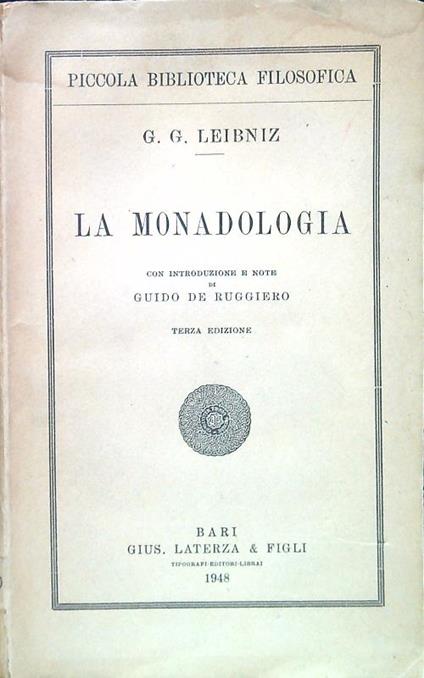 PICCOLA BIBLIOTECA FILOSOFICA
G. G. LEIBNIZ
LA MONADOLOGIA
CON INTRODUZIONE E NOTE
DI
GUIDO DE RUGGIERO
TERZA EDIZIONE
BARI
GIUS. LATERZA & FIGLI
TIPOGRAFI-EDITORI-LIBRAI
1948